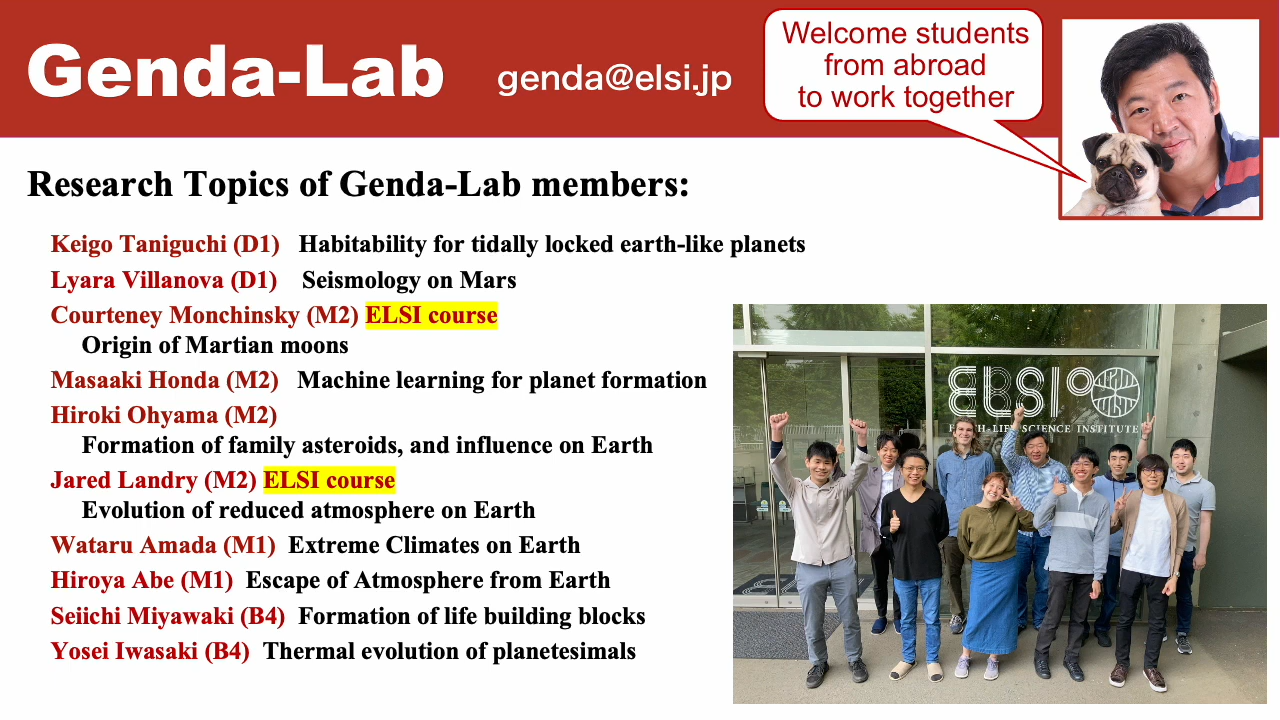 Genda-Lab
genda@elsi.jp
Welcome students
from abroad
to work together
Research Topics of Genda-Lab members:
Keigo Taniguchi (D1) Habitability for tidally locked earth-like planets
Lyara Villanova (D1) Seismology on Mars
Courteney Monchinsky (M2) ELSI course
Origin of Martian moons
Masaaki Honda (M2) Machine learning for planet formation
Hiroki Ohyama (M2)
Formation of family asteroids, and influence on Earth
Jared Landry (M2) ELSI course
Evolution of reduced atmosphere on Earth
Wataru Amada (M1) Extreme Climates on Earth
Hiroya Abe (M1) Escape of Atmosphere from Earth
Seiichi Miyawaki (B4) Formation of life building blocks
Yosei Iwasaki (B4) Thermal evolution of planetesimals
ELSI
SCIENCE INSTITUTE